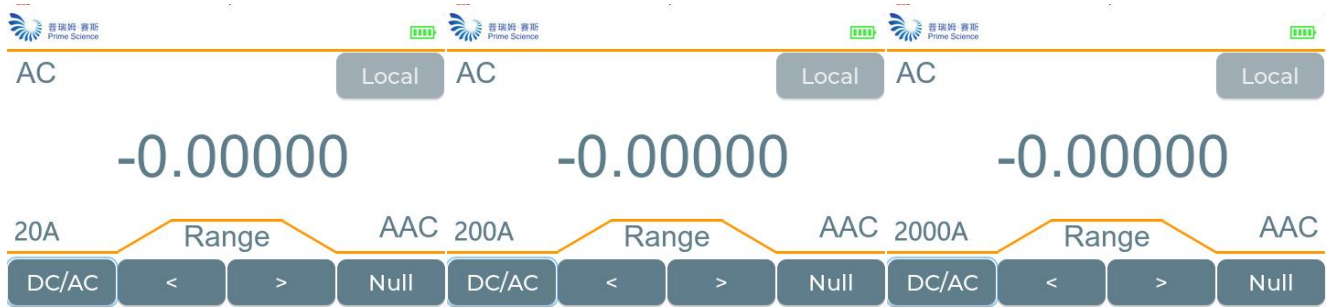 普瑞姆·赛斯
Prime Science
AC
Local
-0.00000
20A
Range
AAC
DC/AC
<
>
Null
普瑞姆·赛斯
Prime Science
AC
Local
-0.00000
200A
Range
AAC
DC/AC
<
>
Null
普瑞姆·赛斯
Prime Science
AC
Local
-0.00000
2000A
Range
AAC
DC/AC
<
>
Null